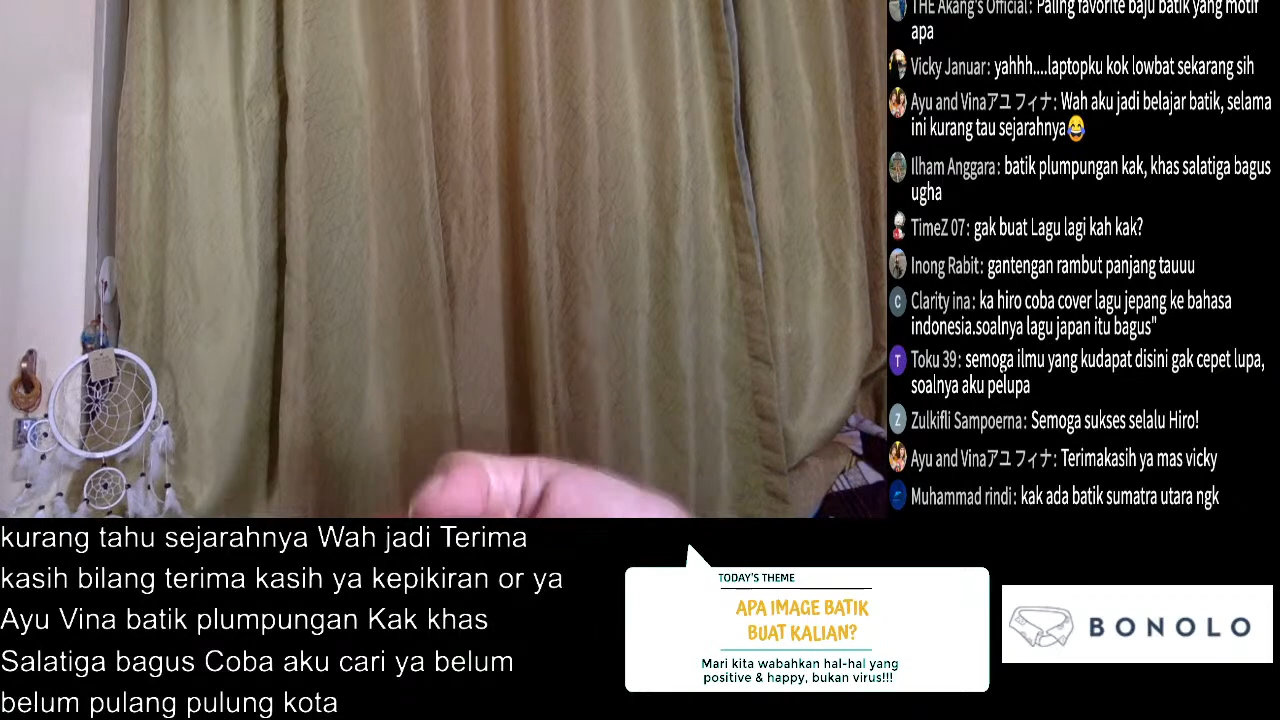 THE Akang's Official: Paling favorite baju batik yang motif
apa
Vicky Januar: yahhh....laptopku kok lowbat sekarang sih
Ayu and Vinaアユ フィナ: Wah aku jadi belajar batik, selama
ini kurang tau sejarahnya😂
Ilham Anggara: batik plumpungan kak, khas salatiga bagus
ugha
TimeZ 07: gak buat Lagu lagi kah kak?
Inong Rabit: gantengan rambut panjang tauuu
C
Clarity ina: ka hiro coba cover lagu jepang ke bahasa
indonesia.soalnya lagu japan itu bagus"
T
Toku 39: semoga ilmu yang kudapat disini gak cepet lupa,
soalnya aku pelupa
Z
Zulkifli Sampoerna: Semoga sukses selalu Hiro!
Ayu and Vinaアユ フィナ: Terimakasih ya mas vicky
Muhammad rindi: kak ada batik sumatra utara ngk
kurang tahu sejarahnya Wah jadi Terima
kasih bilang terima kasih ya kepikiran or ya
Ayu Vina batik plumpungan Kak khas
Salatiga bagus Coba aku cari ya belum
belum pulang pulung kota
TODAY'S THEME
APA IMAGE BATIK
BUAT KALIAN?
Mari kita wabahkan hal-hal yang
positive & happy, bukan virus!!!
BONOLO